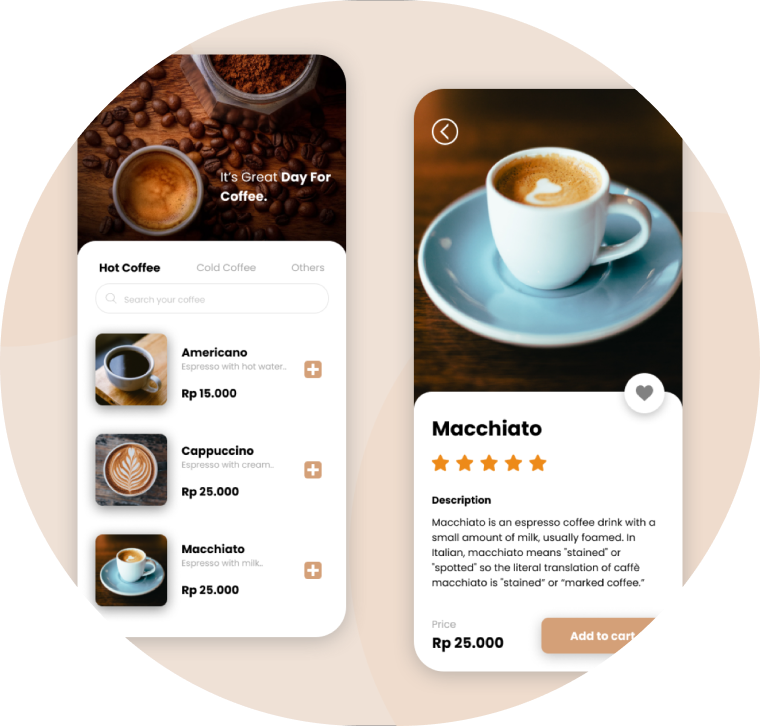 It's Great Day For
Coffee.
Hot Coffee Cold Coffee Others
Search your coffee
Americano
Espresso with hot water..
Rp 15.000
Cappuccino
Espresso with cream..
Rp 25.000
Macchiato
Espresso with milk..
Rp 25.000
Macchiato
Description
Macchiato is an espresso coffee drink with a
small amount of milk, usually foamed. In
Italian, macchiato means "stained" or
"spotted" so the literal translation of caffè
macchiato is "stained” or “marked coffee.”
Price
Rp 25.000
Add to cart